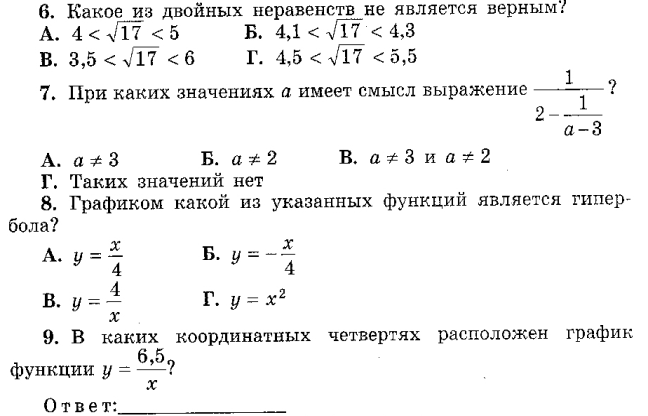 6. Какое из двойных неравенств не является верным?
А. 4 < √17 < 5 Б. 4,1 < √17 < 4,3
В. 3,5 < √17 < 6 Г. 4,5 < √17 < 5,5
7. При каких значениях a имеет смысл выражение 1/(2 − 1/(a−3))?
А. a ≠ 3 Б. a ≠ 2 В. a ≠ 3 и a ≠ 2
Г. Таких значений нет
8. Графиком какой из указанных функций является гипер-
бола?
А. y = x/4 Б. y = −x/4
В. y = 4/x Г. y = x²
9. В каких координатных четвертях расположен график
функции y = 6,5/x?
Ответ: